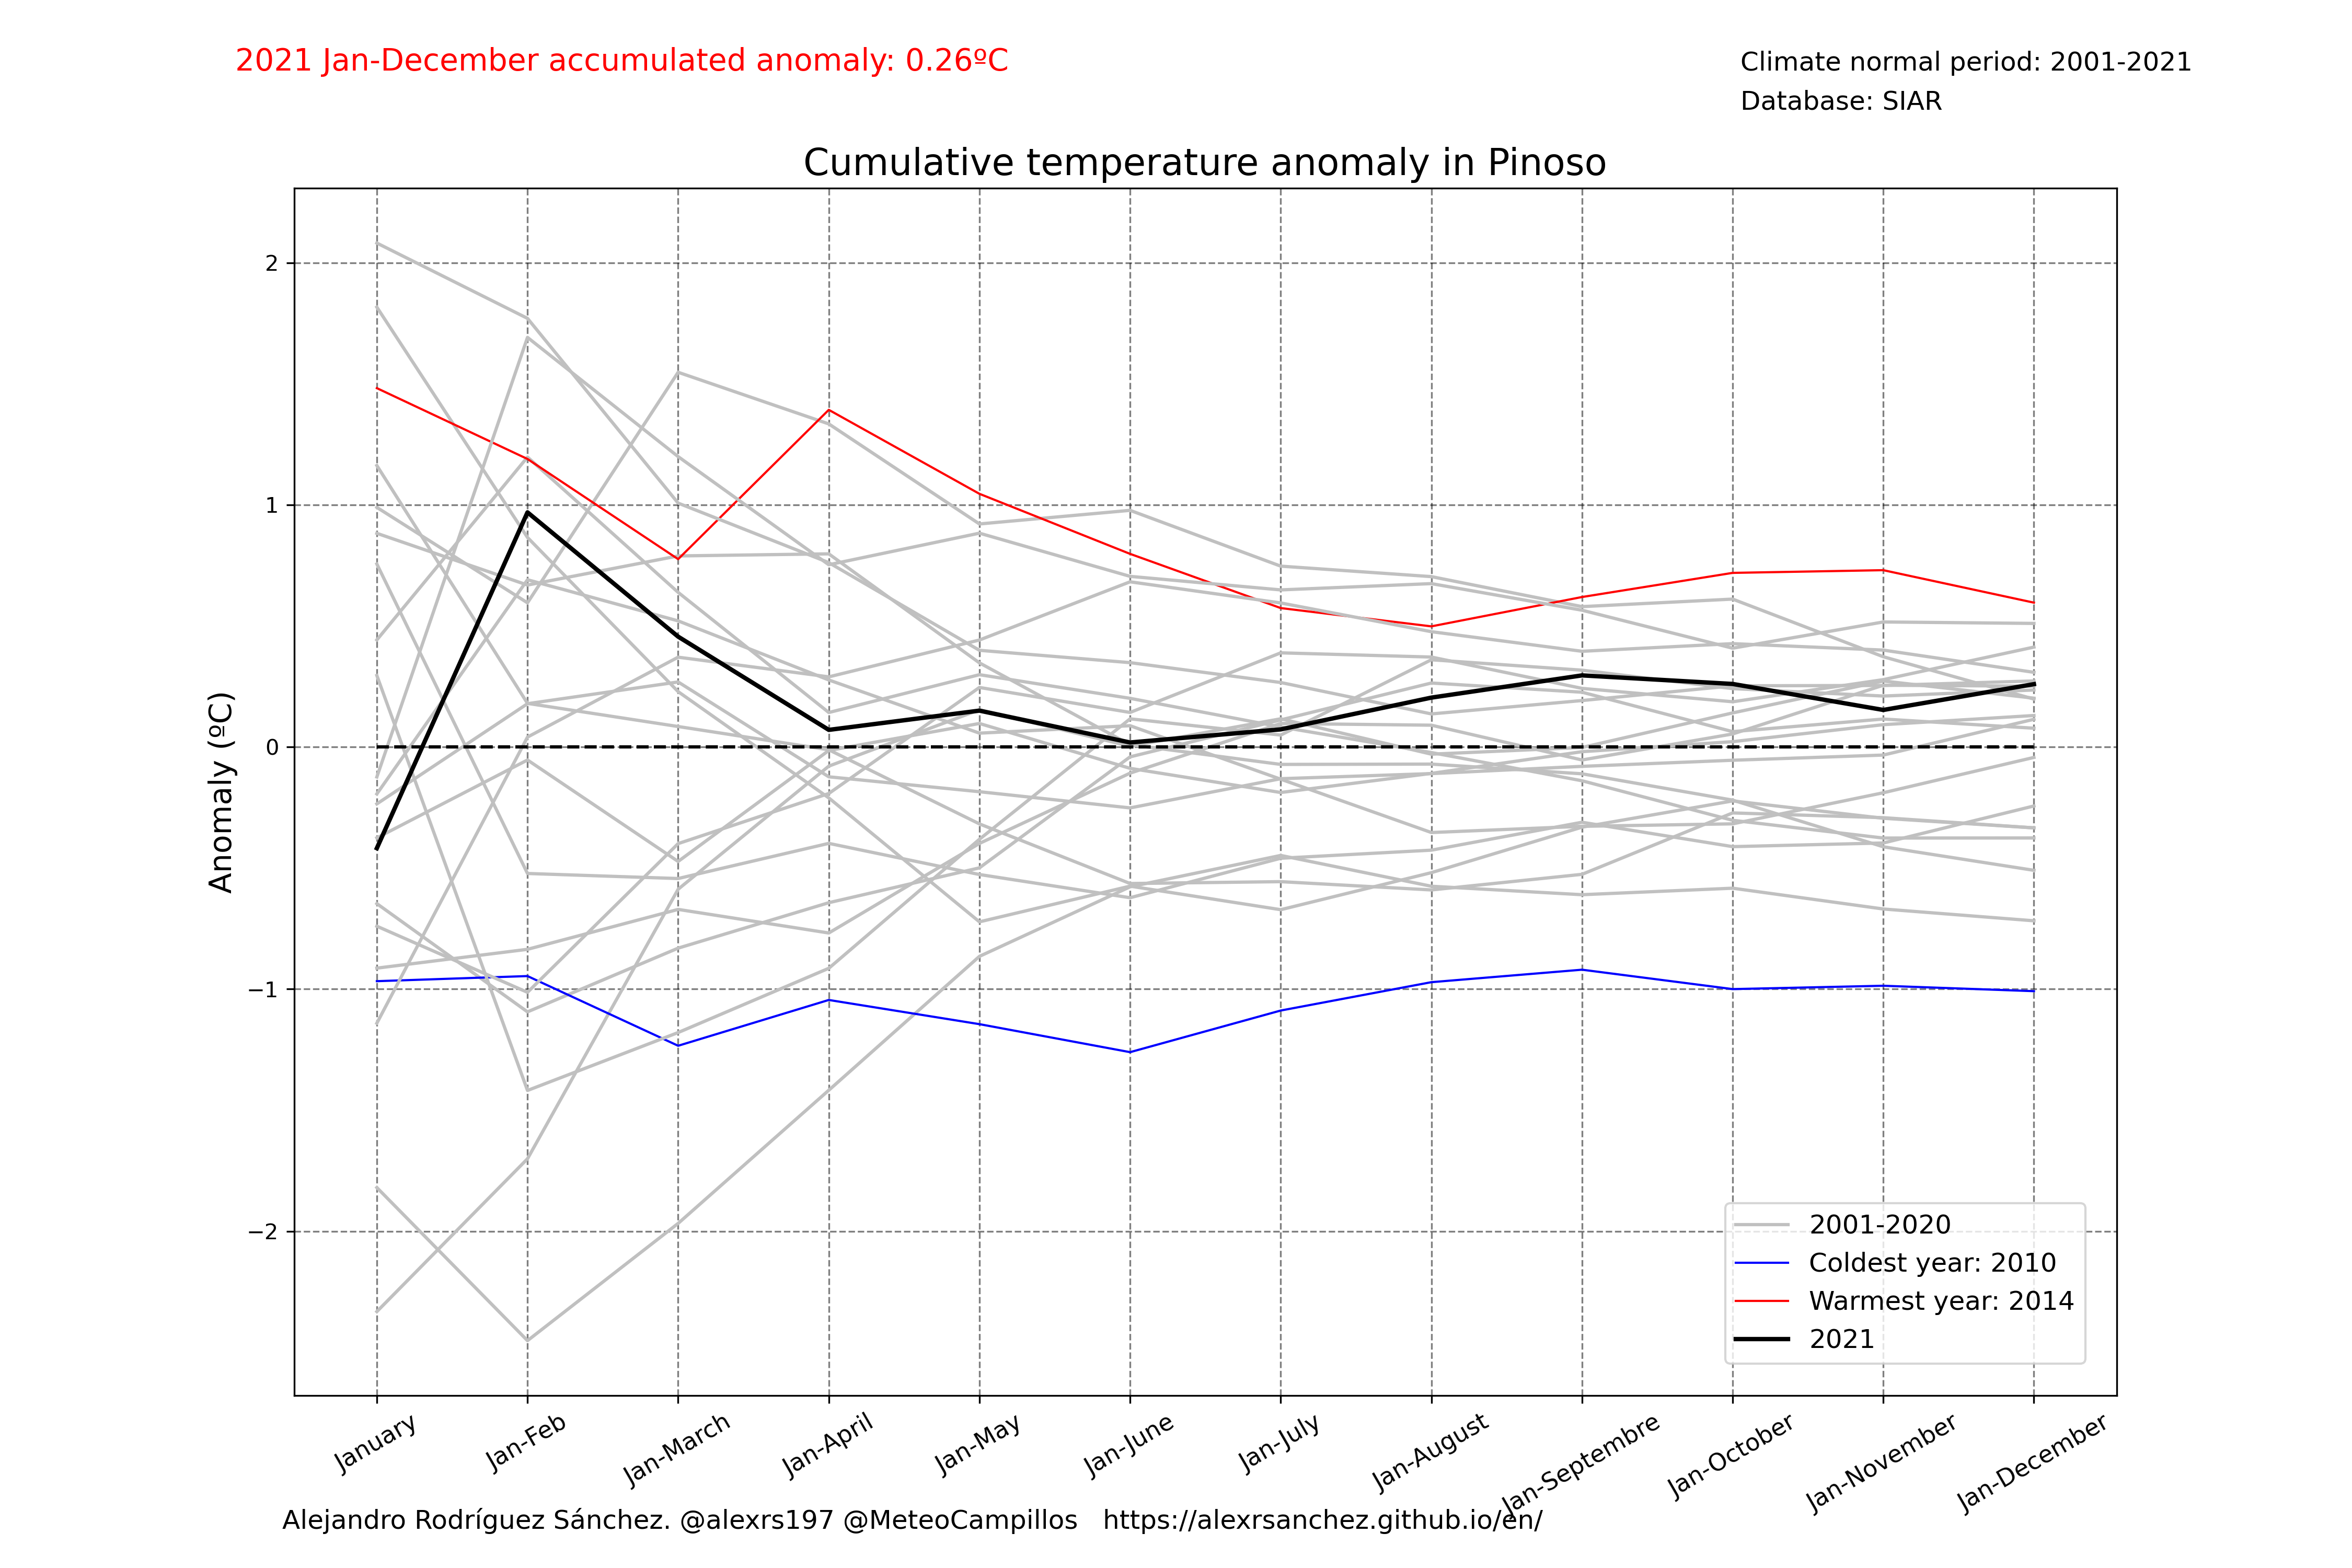 2021 Jan-December accumulated anomaly: 0.26ºC
Climate normal period: 2001-2021
Database: SIAR
Cumulative temperature anomaly in Pinoso
Anomaly (ºC)
2
1
0
−1
−2
2001-2020
Coldest year: 2010
Warmest year: 2014
2021
January
Jan-Feb
Jan-March
Jan-April
Jan-May
Jan-June
Jan-July
Jan-August
Jan-Septembre
Jan-October
Jan-November
Jan-December
Alejandro Rodríguez Sánchez. @alexrs197 @MeteoCampillos https://alexrsanchez.github.io/en/